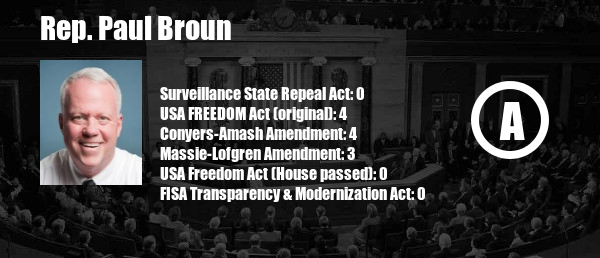 Rep. Paul Broun
Surveillance State Repeal Act: 0
USA FREEDOM Act (original): 4
Conyers-Amash Amendment: 4
Massie-Lofgren Amendment: 3
USA Freedom Act (House passed): 0
FISA Transparency & Modernization Act: 0
A